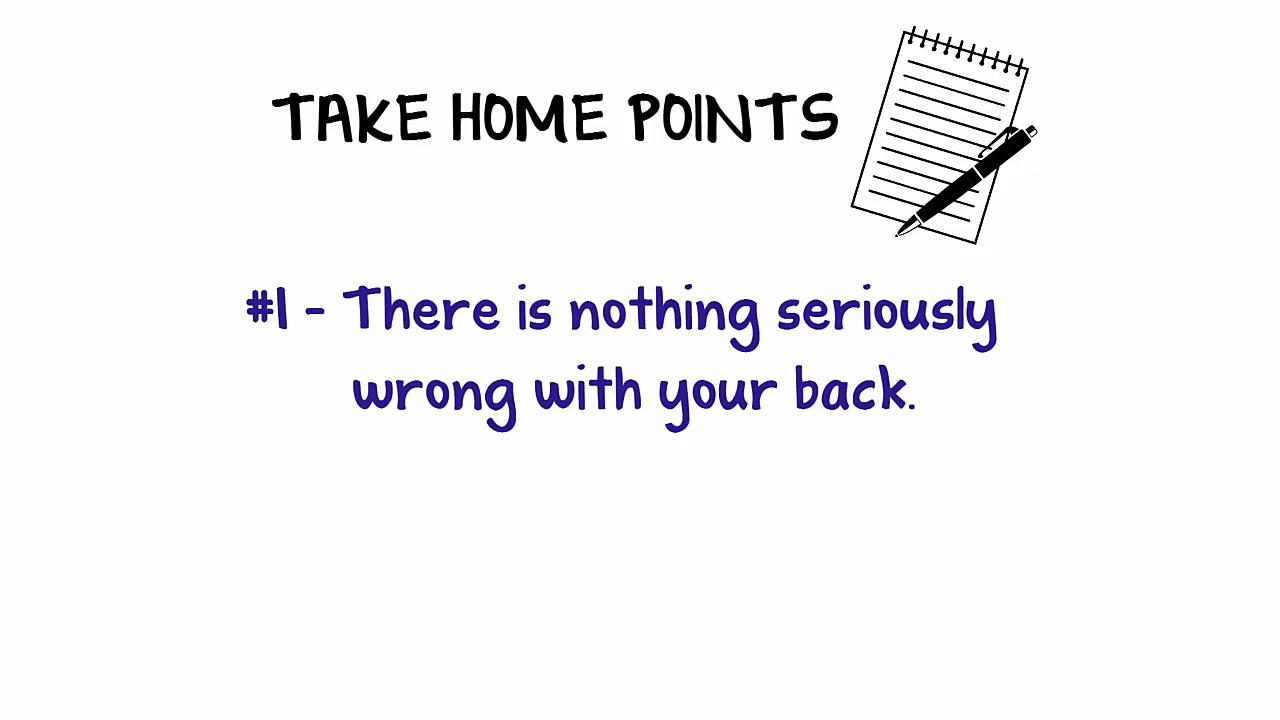 TAKE HOME POINTS
#1 - There is nothing seriously
wrong with your back.